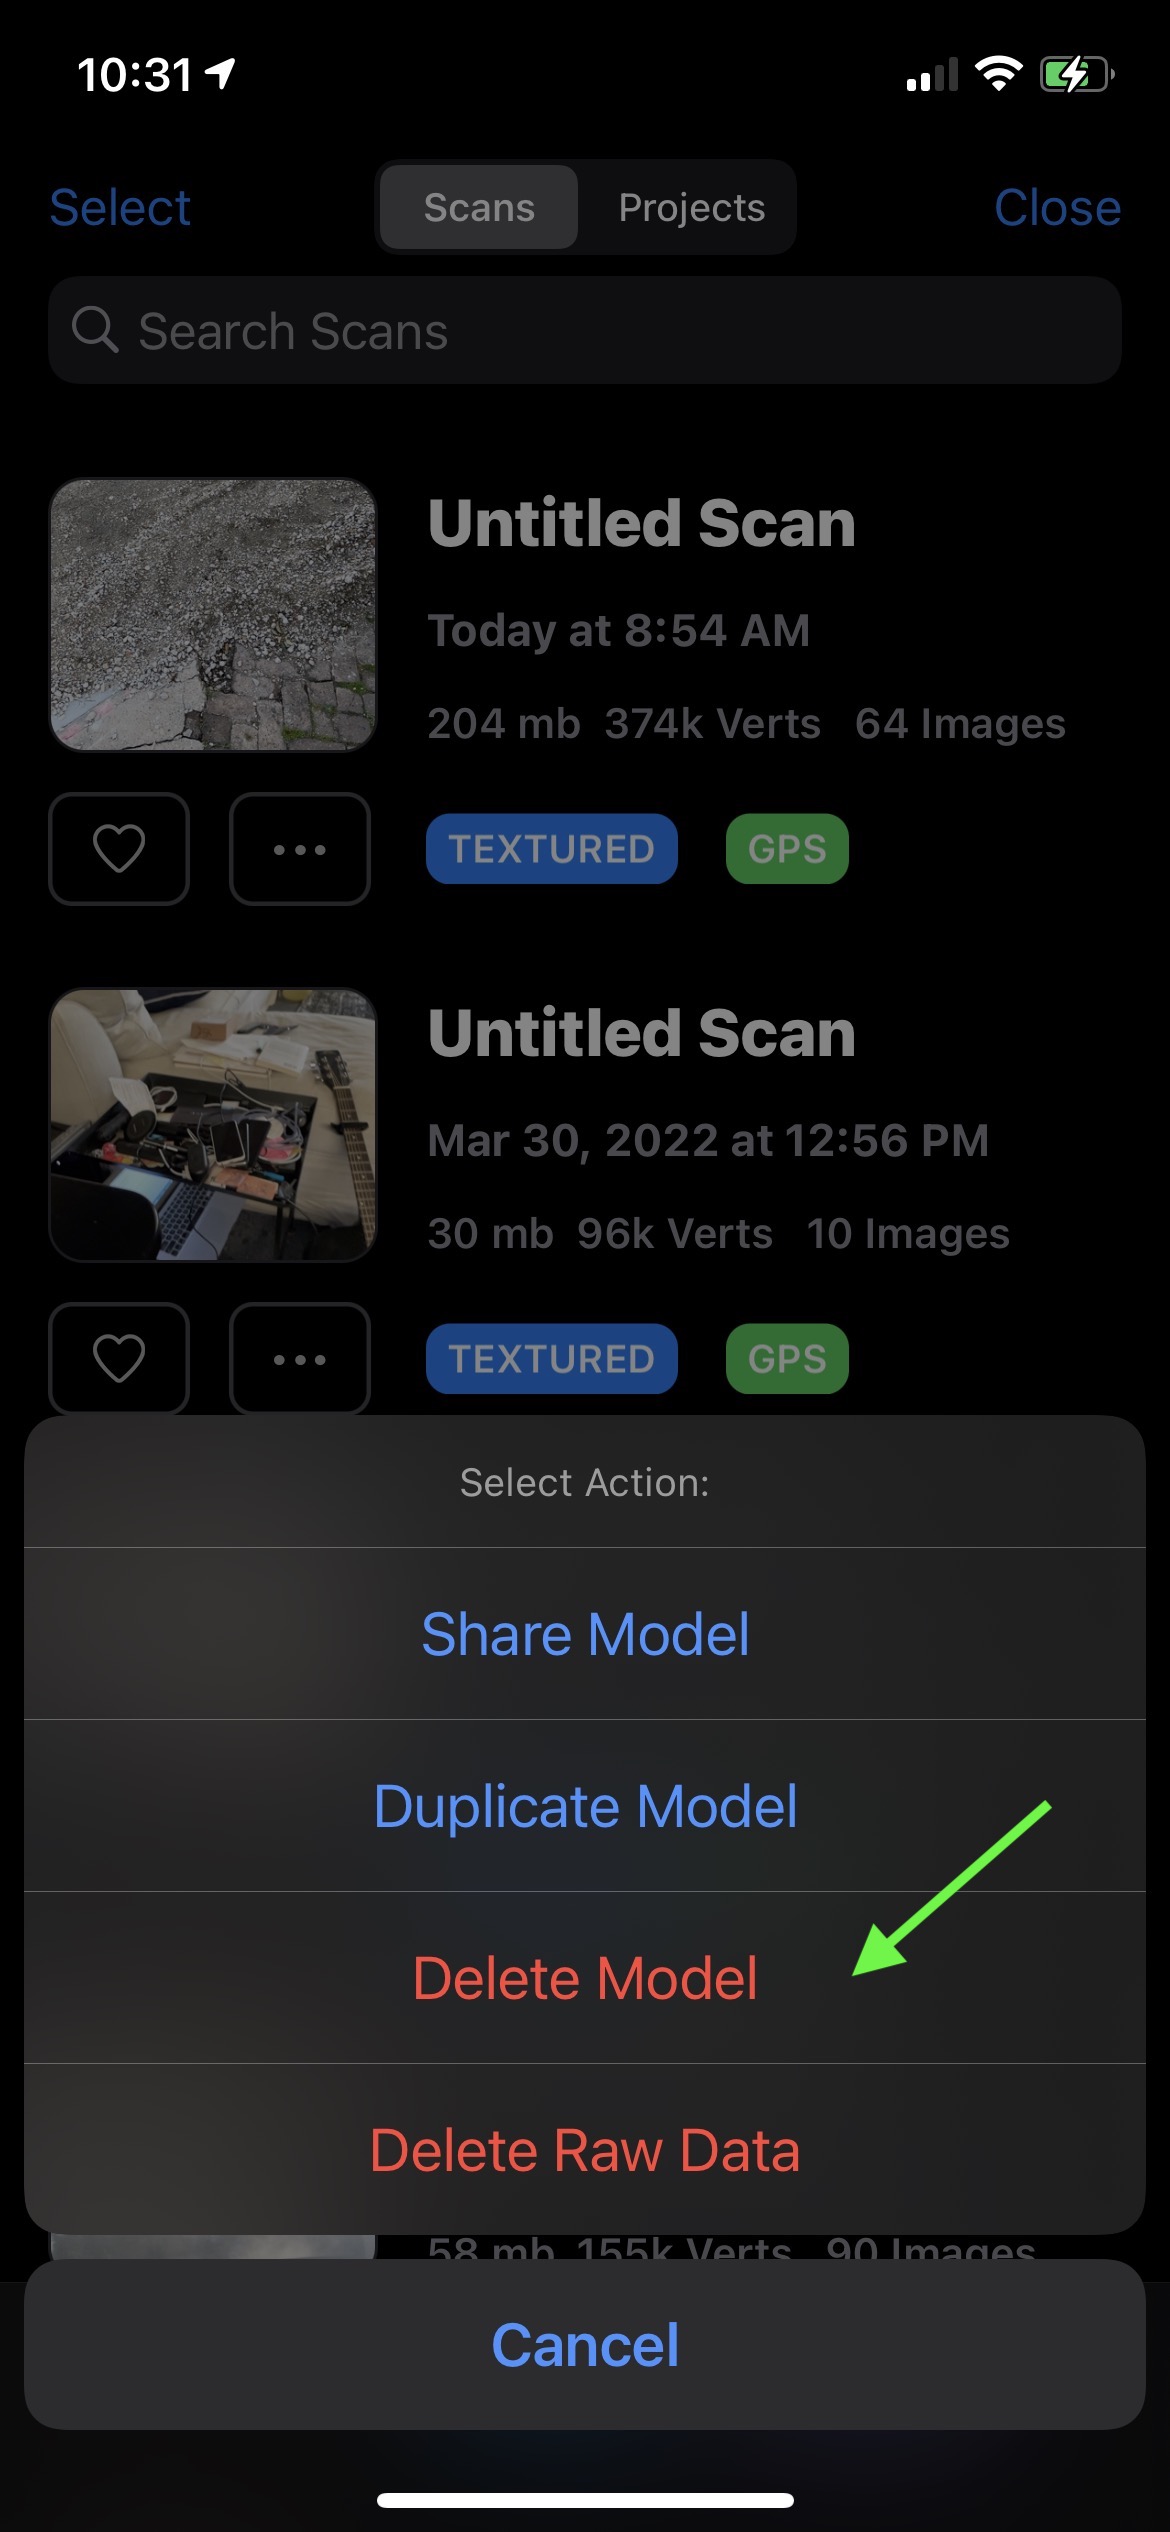 10:31
Select
Scans
Projects
Close
Search Scans
Untitled Scan
Today at 8:54 AM
204 mb 374k Verts 64 Images
TEXTURED
GPS
Untitled Scan
Mar 30, 2022 at 12:56 PM
30 mb 96k Verts 10 Images
TEXTURED
GPS
Select Action:
Share Model
Duplicate Model
Delete Model
Delete Raw Data
58 mb 155k Verts 90 Images
Cancel